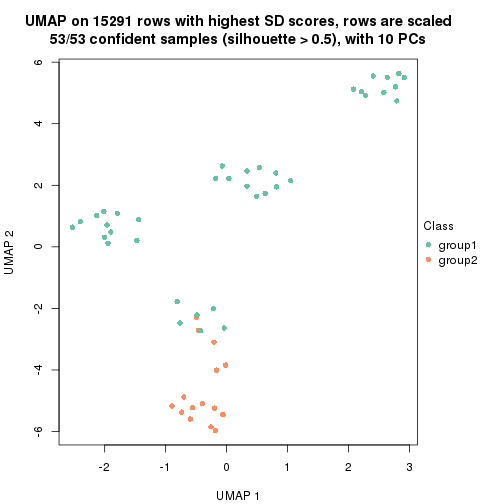 UMAP on 15291 rows with highest SD scores, rows are scaled
53/53 confident samples (silhouette > 0.5), with 10 PCs
6
4
2
0
-2
-4
-6
UMAP 2
-2
-1
0
1
2
3
UMAP 1
Class
group1
group2